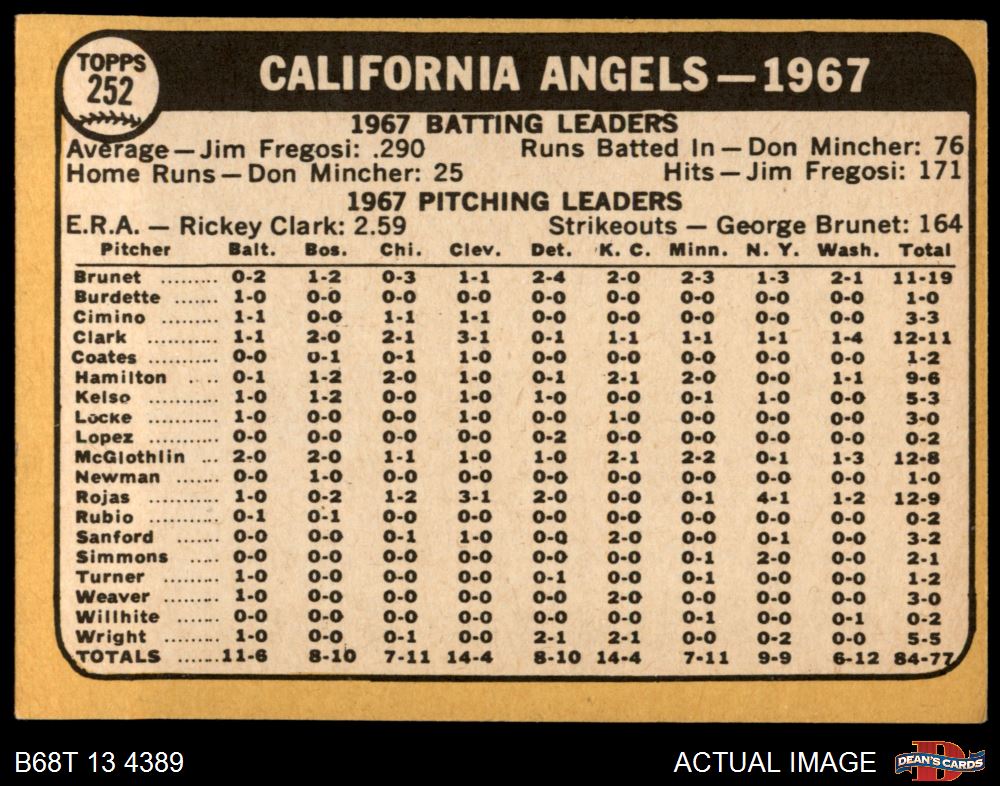 TOPPS
252
CALIFORNIA ANGELS—1967
1967 BATTING LEADERS
Average—Jim Fregosi: .290 Runs Batted In—Don Mincher: 76
Home Runs—Don Mincher: 25 Hits—Jim Fregosi: 171
1967 PITCHING LEADERS
E.R.A. — Rickey Clark: 2.59 Strikeouts — George Brunet: 164
Pitcher Balt. Bos. Chi. Clev. Det. K. C. Minn. N. Y. Wash. Total
Brunet ......... 0-2 1-2 0-3 1-1 2-4 2-0 2-3 1-3 2-1 11-19
Burdette ....... 1-0 0-0 0-0 0-0 0-0 0-0 0-0 0-0 0-0 1-0
Cimino ......... 1-1 0-0 1-1 1-1 0-0 0-0 0-0 0-0 0-0 3-3
Clark .......... 1-1 2-0 2-1 3-1 0-1 1-1 1-1 1-1 1-4 12-11
Coates .......... 0-0 0-1 0-1 1-0 0-0 0-0 0-0 0-0 0-0 1-2
Hamilton .... 0-1 1-2 2-0 1-0 0-1 2-1 2-0 0-0 1-1 9-6
Kelso .......... 1-0 1-2 0-0 1-0 1-0 0-0 0-1 1-0 0-0 5-3
Locke .......... 1-0 0-0 0-0 1-0 0-0 1-0 0-0 0-0 0-0 3-0
Lopez .......... 0-0 0-0 0-0 0-0 0-2 0-0 0-0 0-0 0-0 0-2
McGlothlin ... 2-0 2-0 1-1 1-0 1-0 2-1 2-2 0-1 1-3 12-8
Newman ...... 0-0 1-0 0-0 0-0 0-0 0-0 0-0 0-0 0-0 1-0
Rojas .......... 1-0 0-2 1-2 3-1 2-0 0-0 0-1 4-1 1-2 12-9
Rubio .......... 0-1 0-1 0-0 0-0 0-0 0-0 0-0 0-0 0-0 0-2
Sanford ........ 0-0 0-0 0-1 1-0 0-0 2-0 0-0 0-1 0-0 3-2
Simmons ..... 0-0 0-0 0-0 0-0 0-0 0-0 0-1 2-0 0-0 2-1
Turner ......... 1-0 0-0 0-0 0-0 0-1 0-0 0-1 0-0 0-0 1-2
Weaver ........ 1-0 0-0 0-0 0-0 0-0 2-0 0-0 0-0 0-0 3-0
Willhite ....... 0-0 0-0 0-0 0-0 0-0 0-0 0-1 0-0 0-1 0-2
Wright ......... 1-0 0-0 0-1 0-0 2-1 2-1 0-0 0-2 0-0 5-5
TOTALS ......11-6 8-10 7-11 14-4 8-10 14-4 7-11 9-9 6-12 84-77
B68T 13 4389 ACTUAL IMAGE
DEAN'S CARDS